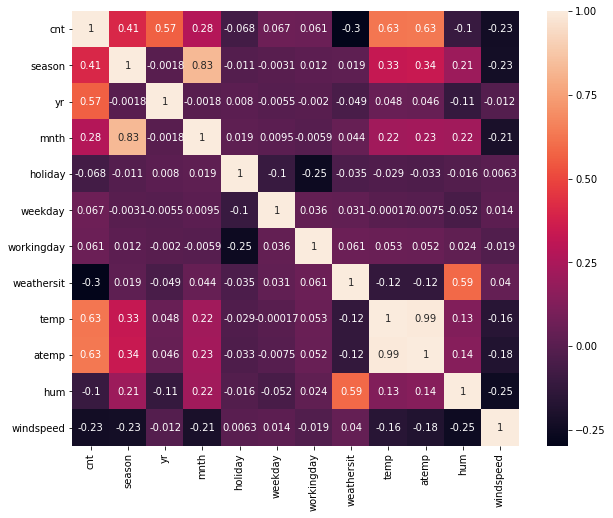 cnt 1 0.41 0.57 0.28 -0.068 0.067 0.061 -0.3 0.63 0.63 -0.1 -0.23
season 0.41 1 -0.0018 0.83 -0.011 -0.0031 0.012 0.019 0.33 0.34 0.21 -0.23
yr 0.57 -0.0018 1 -0.0018 0.008 -0.0055 -0.002 -0.049 0.048 0.046 -0.11 -0.012
mnth 0.28 0.83 -0.0018 1 0.019 0.0095 -0.0059 0.044 0.22 0.23 0.22 -0.21
holiday -0.068 -0.011 0.008 0.019 1 -0.1 -0.25 -0.035 -0.029 -0.033 -0.016 0.0063
weekday 0.067 -0.0031 -0.0055 0.0095 -0.1 1 0.036 0.031 -0.00017 -0.0075 -0.052 0.014
workingday 0.061 0.012 -0.002 -0.0059 -0.25 0.036 1 0.061 0.053 0.052 0.024 -0.019
weathersit -0.3 0.019 -0.049 0.044 -0.035 0.031 0.061 1 -0.12 -0.12 0.59 0.04
temp 0.63 0.33 0.048 0.22 -0.029 -0.00017 0.053 -0.12 1 0.99 0.13 -0.16
atemp 0.63 0.34 0.046 0.23 -0.033 -0.0075 0.052 -0.12 0.99 1 0.14 -0.18
hum -0.1 0.21 -0.11 0.22 -0.016 -0.052 0.024 0.59 0.13 0.14 1 -0.25
windspeed -0.23 -0.23 -0.012 -0.21 0.0063 0.014 -0.019 0.04 -0.16 -0.18 -0.25 1
cnt season yr mnth holiday weekday workingday weathersit temp atemp hum windspeed
1.00
0.75
0.50
0.25
0.00
−0.25